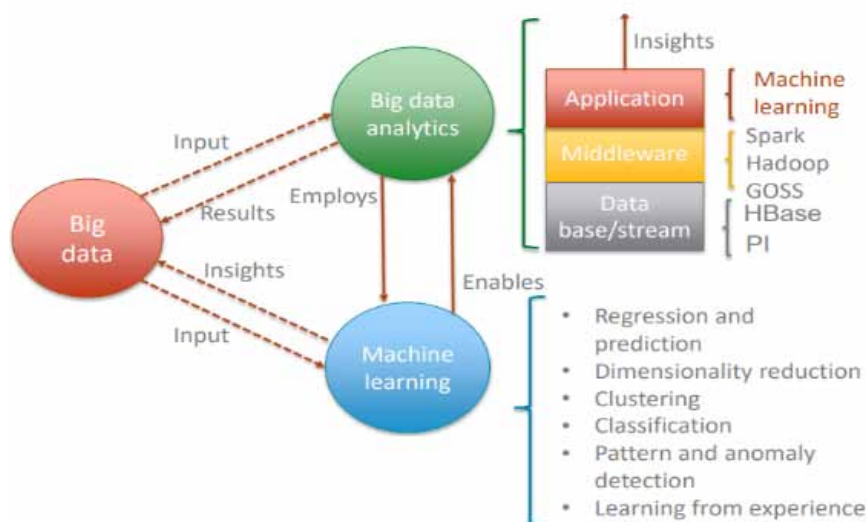 Insights
Big data
analytics
Application
Machine
learning
Middleware
Spark
Hadoop
GOSS
Data
base/stream
HBase
PI
Input
Results
Employs
Big
data
Insights
Input
Enables
Machine
learning
• Regression and
prediction
• Dimensionality reduction
• Clustering
• Classification
• Pattern and anomaly
detection
• Learning from experience